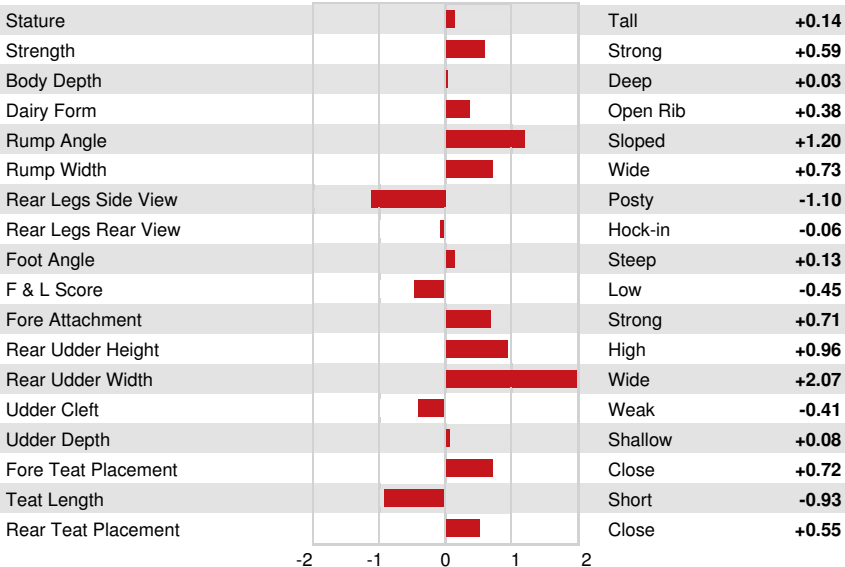 Stature Tall +0.14
Strength Strong +0.59
Body Depth Deep +0.03
Dairy Form Open Rib +0.38
Rump Angle Sloped +1.20
Rump Width Wide +0.73
Rear Legs Side View Posty -1.10
Rear Legs Rear View Hock-in -0.06
Foot Angle Steep +0.13
F & L Score Low -0.45
Fore Attachment Strong +0.71
Rear Udder Height High +0.96
Rear Udder Width Wide +2.07
Udder Cleft Weak -0.41
Udder Depth Shallow +0.08
Fore Teat Placement Close +0.72
Teat Length Short -0.93
Rear Teat Placement Close +0.55
-2 -1 0 1 2